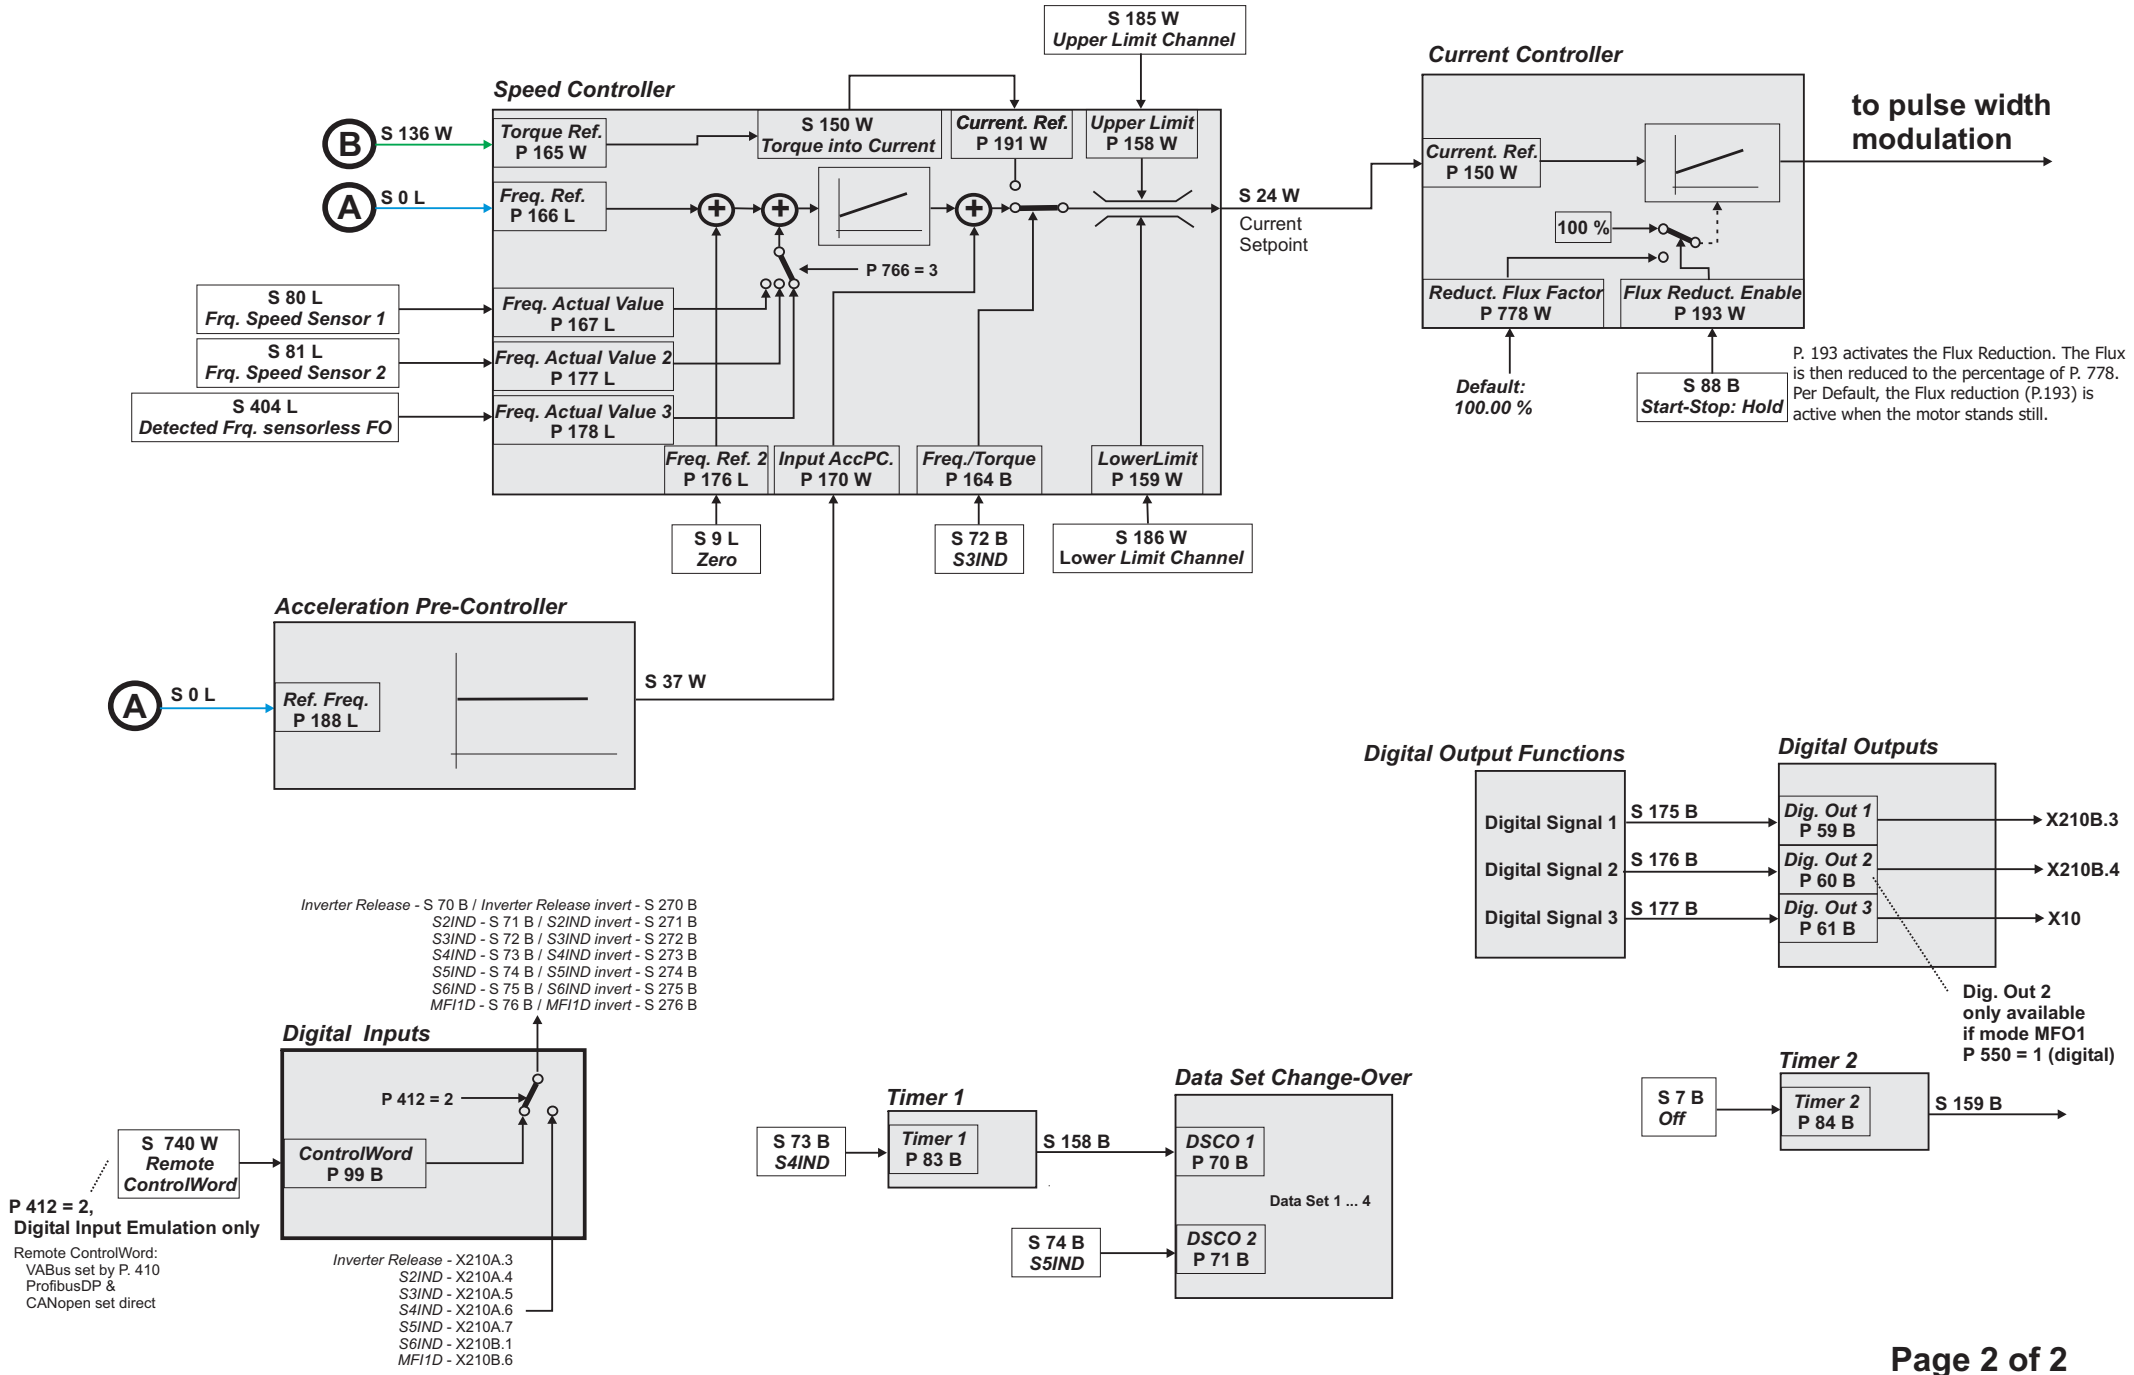 S 185 W
Upper Limit Channel
Current Controller
Speed Controller
to pulse width
modulation
B
S 136 W
Torque Ref.
P 165 W
S 150 W
Torque into Current
Current. Ref.
P 191 W
Upper Limit
P 158 W
Current. Ref.
P 150 W
A
S 0 L
Freq. Ref.
P 166 L
+
+
+
S 24 W
Current
Setpoint
100 %
P 766 = 3
S 80 L
Frq. Speed Sensor 1
Freq. Actual Value
P 167 L
Reduct. Flux Factor
P 778 W
Flux Reduct. Enable
P 193 W
S 81 L
Frq. Speed Sensor 2
Freq. Actual Value 2
P 177 L
P. 193 activates the Flux Reduction. The Flux
is then reduced to the percentage of P. 778.
Per Default, the Flux reduction (P.193) is
active when the motor stands still.
Default:
100.00 %
S 88 B
Start-Stop: Hold
S 404 L
Detected Frq. sensorless FO
Freq. Actual Value 3
P 178 L
Freq. Ref. 2
P 176 L
Input AccPC.
P 170 W
Freq./Torque
P 164 B
LowerLimit
P 159 W
S 9 L
Zero
S 72 B
S3IND
S 186 W
Lower Limit Channel
Acceleration Pre-Controller
A
S 0 L
Ref. Freq.
P 188 L
S 37 W
Digital Output Functions
Digital Outputs
Digital Signal 1
S 175 B
Dig. Out 1
P 59 B
X210B.3
Digital Signal 2
S 176 B
Dig. Out 2
P 60 B
X210B.4
Digital Signal 3
S 177 B
Dig. Out 3
P 61 B
X10
Dig. Out 2
only available
if mode MFO1
P 550 = 1 (digital)
Inverter Release - S 70 B / Inverter Release invert - S 270 B
S2IND - S 71 B / S2IND invert - S 271 B
S3IND - S 72 B / S3IND invert - S 272 B
S4IND - S 73 B / S4IND invert - S 273 B
S5IND - S 74 B / S5IND invert - S 274 B
S6IND - S 75 B / S6IND invert - S 275 B
MFI1D - S 76 B / MFI1D invert - S 276 B
Digital Inputs
P 412 = 2
S 740 W
Remote
ControlWord
ControlWord
P 99 B
P 412 = 2,
Digital Input Emulation only
Remote ControlWord:
VABus set by P. 410
ProfibusDP &
CANopen set direct
Inverter Release - X210A.3
S2IND - X210A.4
S3IND - X210A.5
S4IND - X210A.6
S5IND - X210A.7
S6IND - X210B.1
MFI1D - X210B.6
Timer 1
S 73 B
S4IND
Timer 1
P 83 B
S 158 B
Data Set Change-Over
DSCO 1
P 70 B
Data Set 1 ... 4
S 74 B
S5IND
DSCO 2
P 71 B
Timer 2
S 7 B
Off
Timer 2
P 84 B
S 159 B
Page 2 of 2